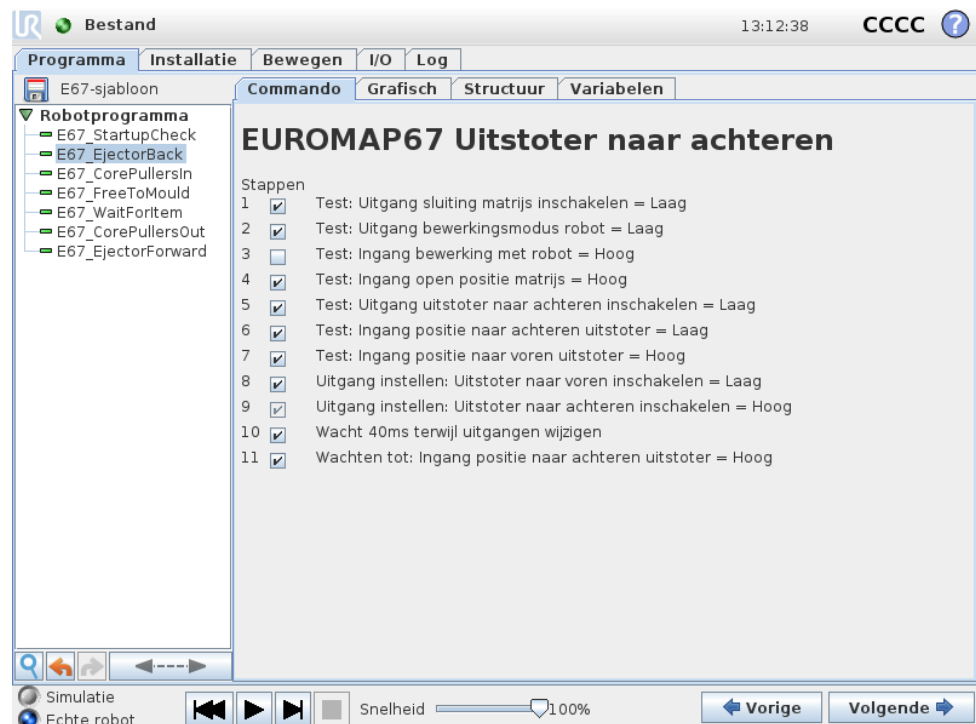 UR Bestand 13:12:38 CCCC ?
Programma Installatie Bewegen I/O Log
E67-sjabloon Commando Grafisch Structuur Variabelen
Robotprogramma
E67_StartupCheck
E67_EjectorBack
E67_CorePullersIn
E67_FreeToMould
E67_WaitForItem
E67_CorePullersOut
E67_EjectorForward
EUROMAP67 Uitstoter naar achteren
Stappen
1 Test: Uitgang sluiting matrijs inschakelen = Laag
2 Test: Uitgang bewerkingsmodus robot = Laag
3 Test: Ingang bewerking met robot = Hoog
4 Test: Ingang open positie matrijs = Hoog
5 Test: Uitgang uitstoter naar achteren inschakelen = Laag
6 Test: Ingang positie naar achteren uitstoter = Laag
7 Test: Ingang positie naar voren uitstoter = Hoog
8 Uitgang instellen: Uitstoter naar voren inschakelen = Laag
9 Uitgang instellen: Uitstoter naar achteren inschakelen = Hoog
10 Wacht 40ms terwijl uitgangen wijzigen
11 Wachten tot: Ingang positie naar achteren uitstoter = Hoog
Simulatie
Echte robot
Snelheid 100%
Vorige Volgende